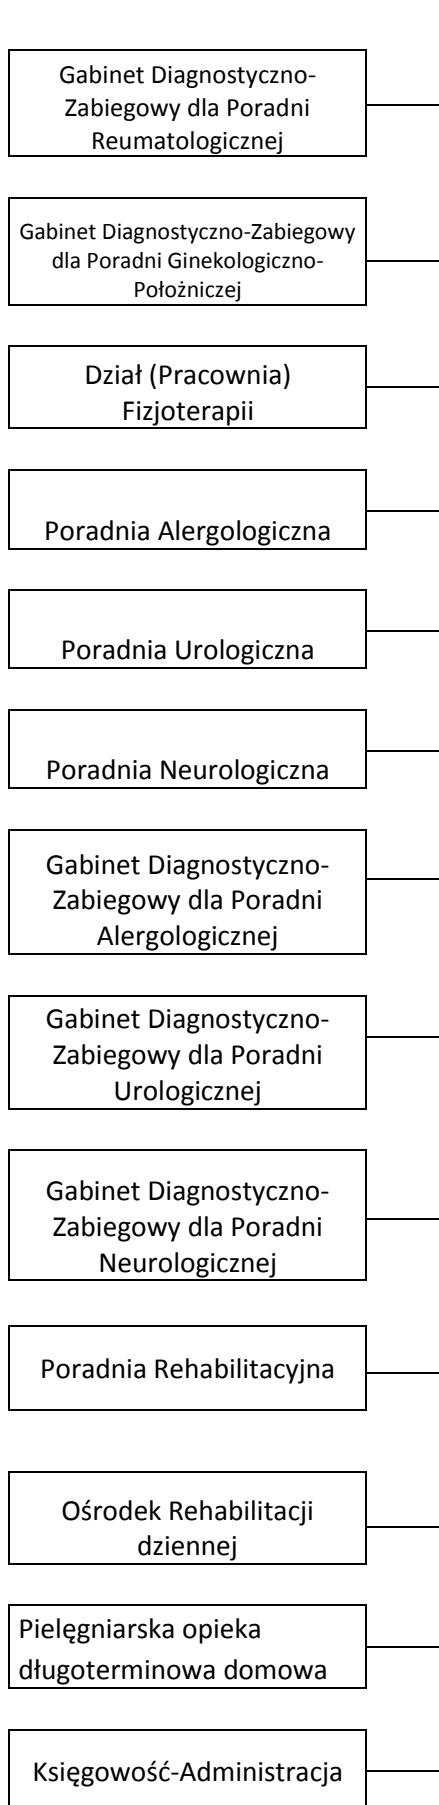 Gabinet Diagnostyczno-
Zabiegowy dla Poradni
Reumatologicznej
Gabinet Diagnostyczno-Zabiegowy
dla Poradni Ginekologiczno-
Położniczej
Dział (Pracownia)
Fizjoterapii
Poradnia Alergologiczna
Poradnia Urologiczna
Poradnia Neurologiczna
Gabinet Diagnostyczno-
Zabiegowy dla Poradni
Alergologicznej
Gabinet Diagnostyczno-
Zabiegowy dla Poradni
Urologicznej
Gabinet Diagnostyczno-
Zabiegowy dla Poradni
Neurologicznej
Poradnia Rehabilitacyjna
Ośrodek Rehabilitacji
dziennej
Pielęgniarska opieka
długoterminowa domowa
Księgowość-Administracja